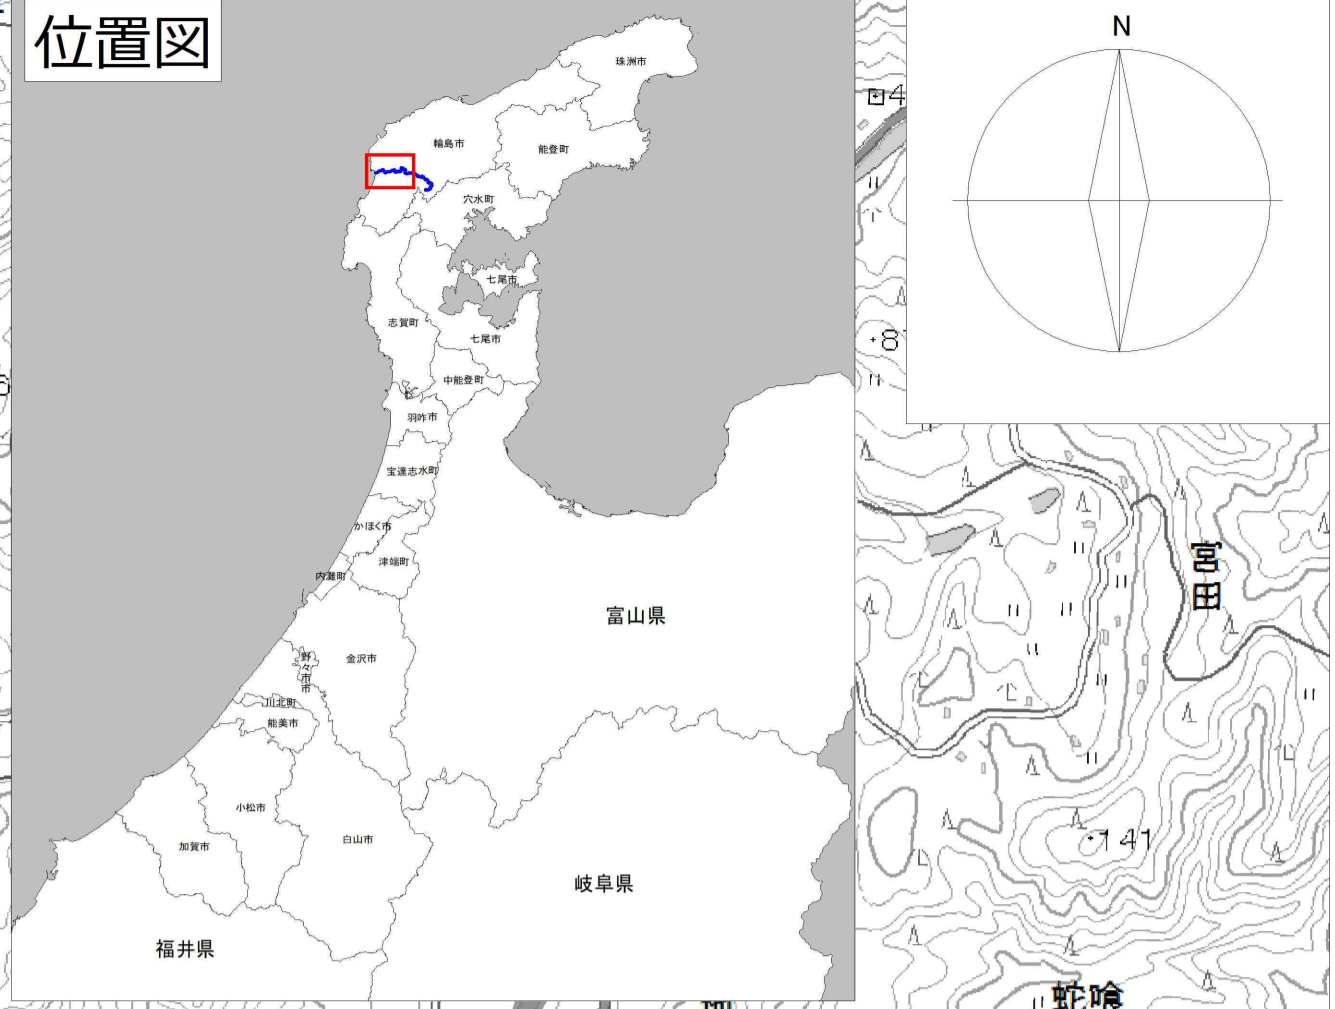 位置図
N
珠洲市
輪島市
能登町
穴水町
七尾市
志賀町
七尾市
中能登町
羽咋市
宝達志水町
かほく市
津端町
内灘町
富山県
野々市市
金沢市
川北町
能美市
小松市
加賀市
白山市
岐阜県
福井県
宮田
141
蛇喰